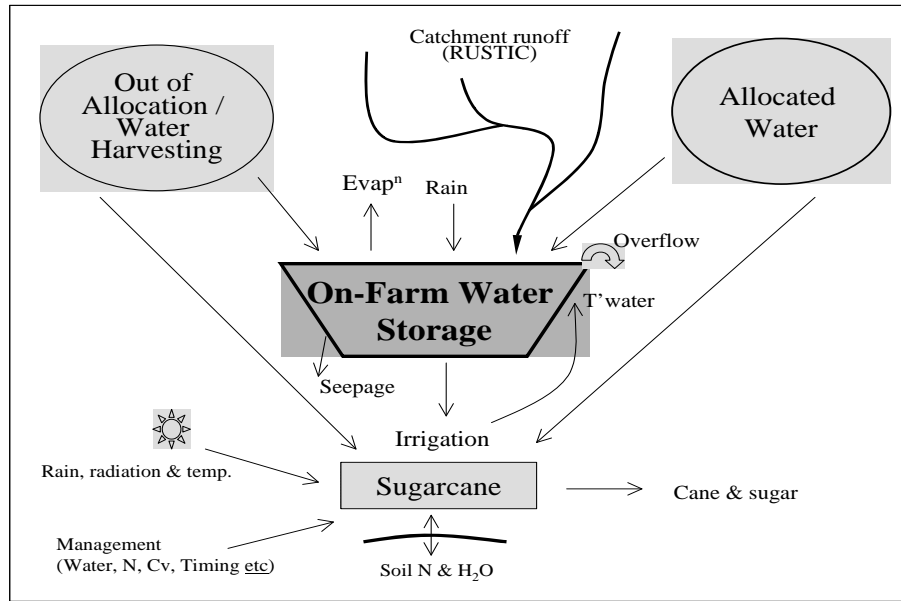 Catchment runoff
(RUSTIC)
Out of
Allocation /
Water
Harvesting
Allocated
Water
Evapⁿ
Rain
Overflow
On-Farm Water
Storage
T’water
Seepage
Irrigation
Rain, radiation & temp.
Sugarcane
Cane & sugar
Management
(Water, N, Cv, Timing etc)
Soil N & H₂O